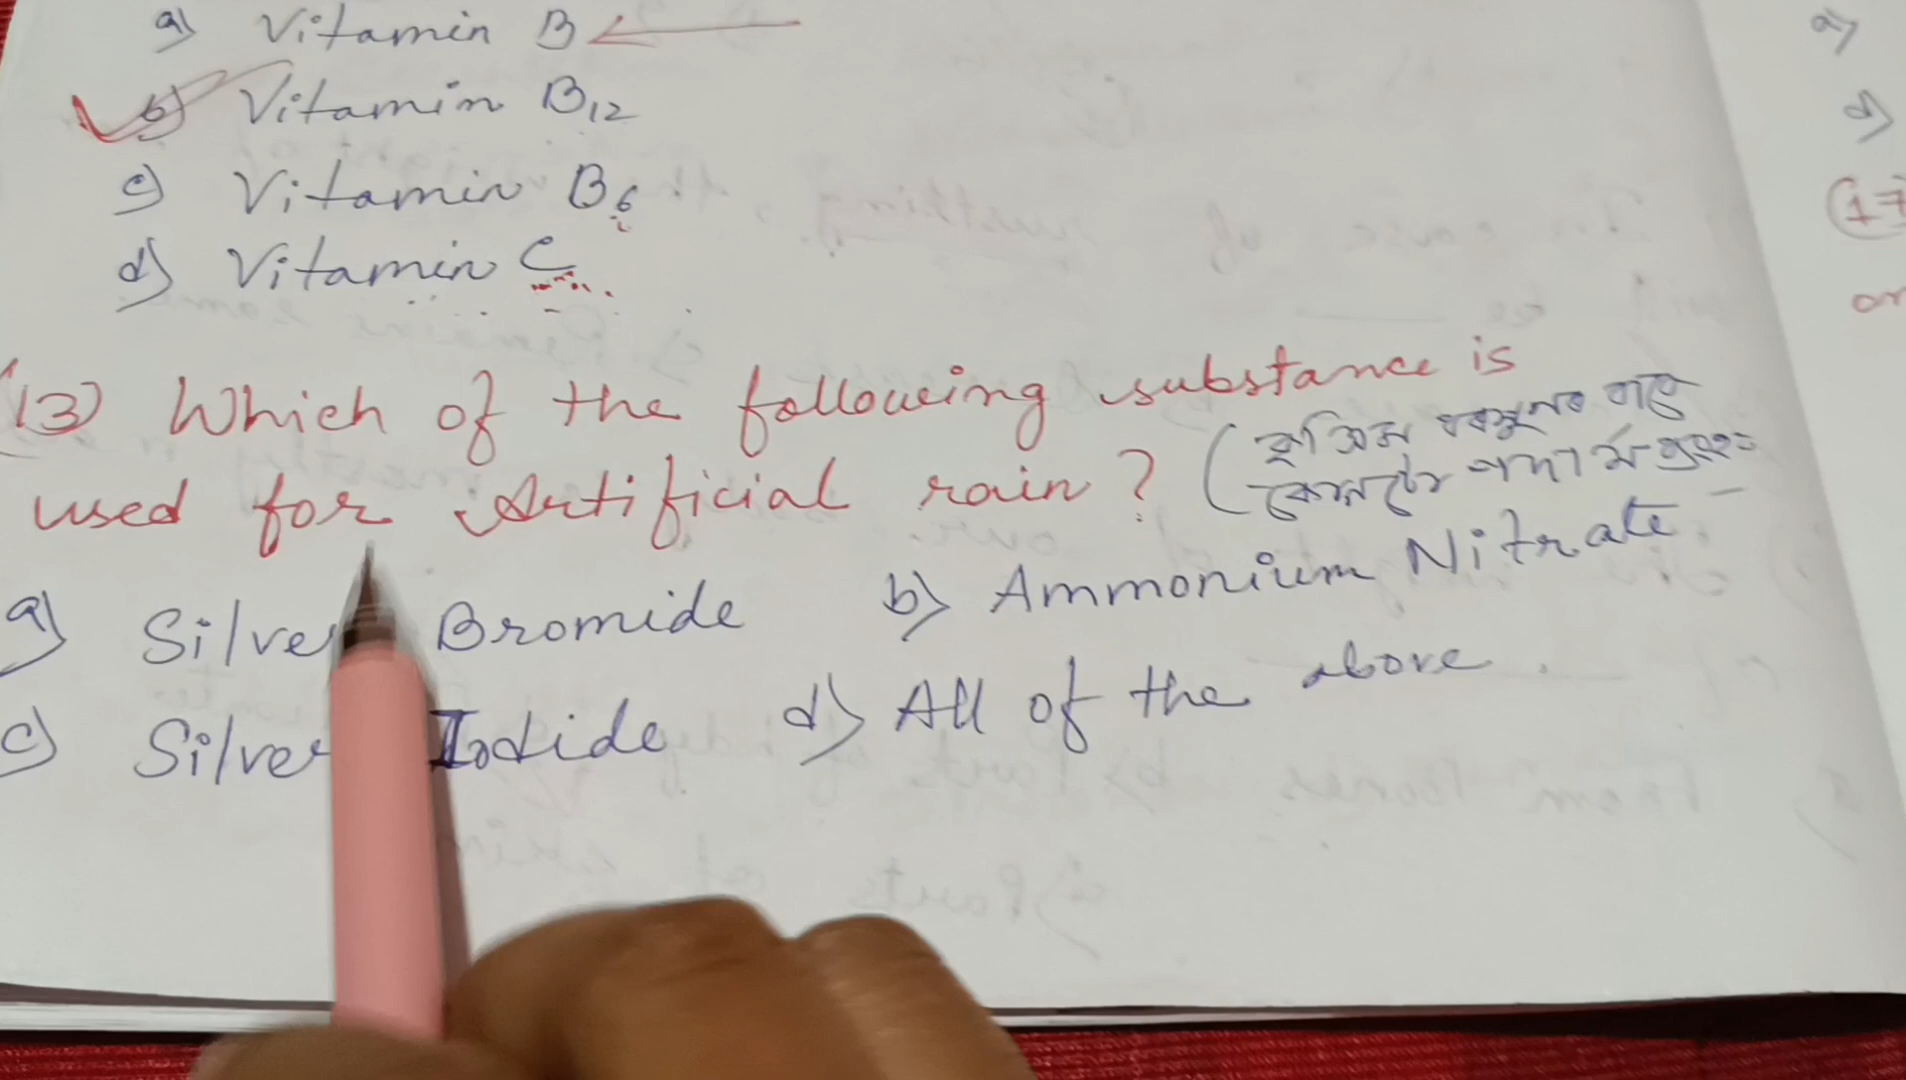 a) Vitamin B
b) Vitamin B12
c) Vitamin B6
d) Vitamin C
(13) Which of the following substance is
used for Artificial rain? (কৃত্রিম
a) Silver Bromide b) Ammonium Nitrate
c) Silver Iodide d) All of the above
a)
d)
(17